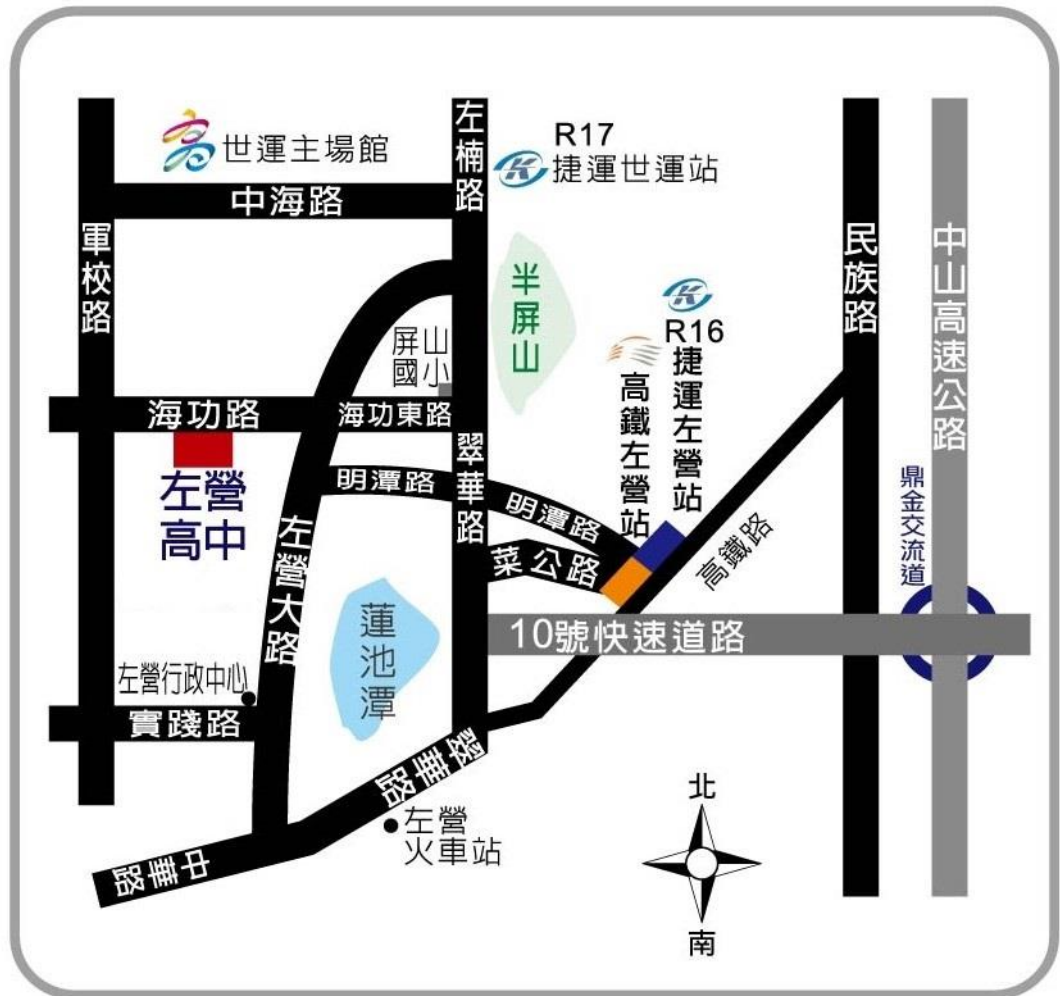 世運主場館
R17
捷運世運站
左楠路
中海路
軍校路
半屏山
民族路
中山高速公路
R16
捷運左營站
高鐵左營站
屏山
國小
海功路
海功東路
翠華路
左營
高中
明潭路
明潭路
菜公路
高鐵路
鼎金交流道
左營大路
蓮池潭
10號快速道路
左營行政中心
實踐路
翠華路
左營
火車站
中華路
北
南